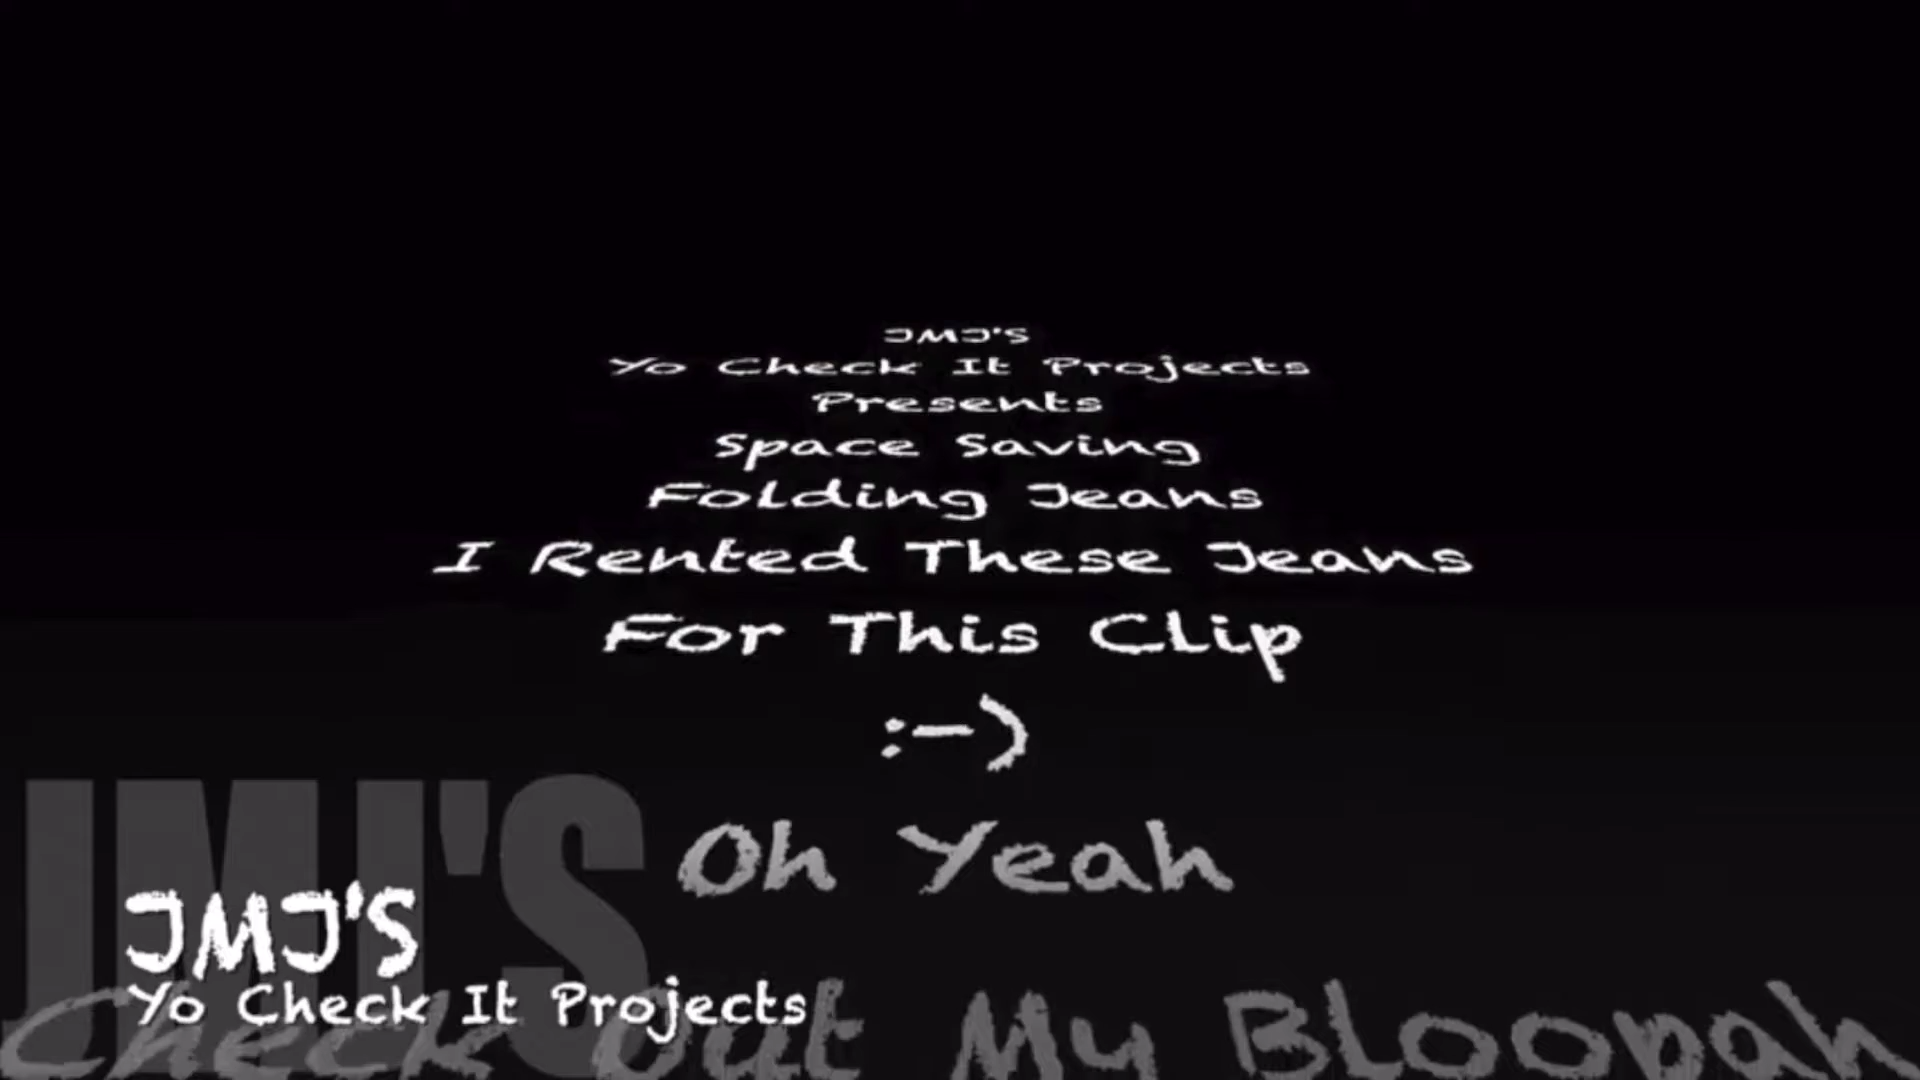 JMJ'S
Yo Check It Projects
Presents
Space Saving
Folding Jeans
I Rented These Jeans
For This Clip
:-)
Oh Yeah
Check Out My Bloopah
JMJ'S
JMJ'S
Yo Check It Projects